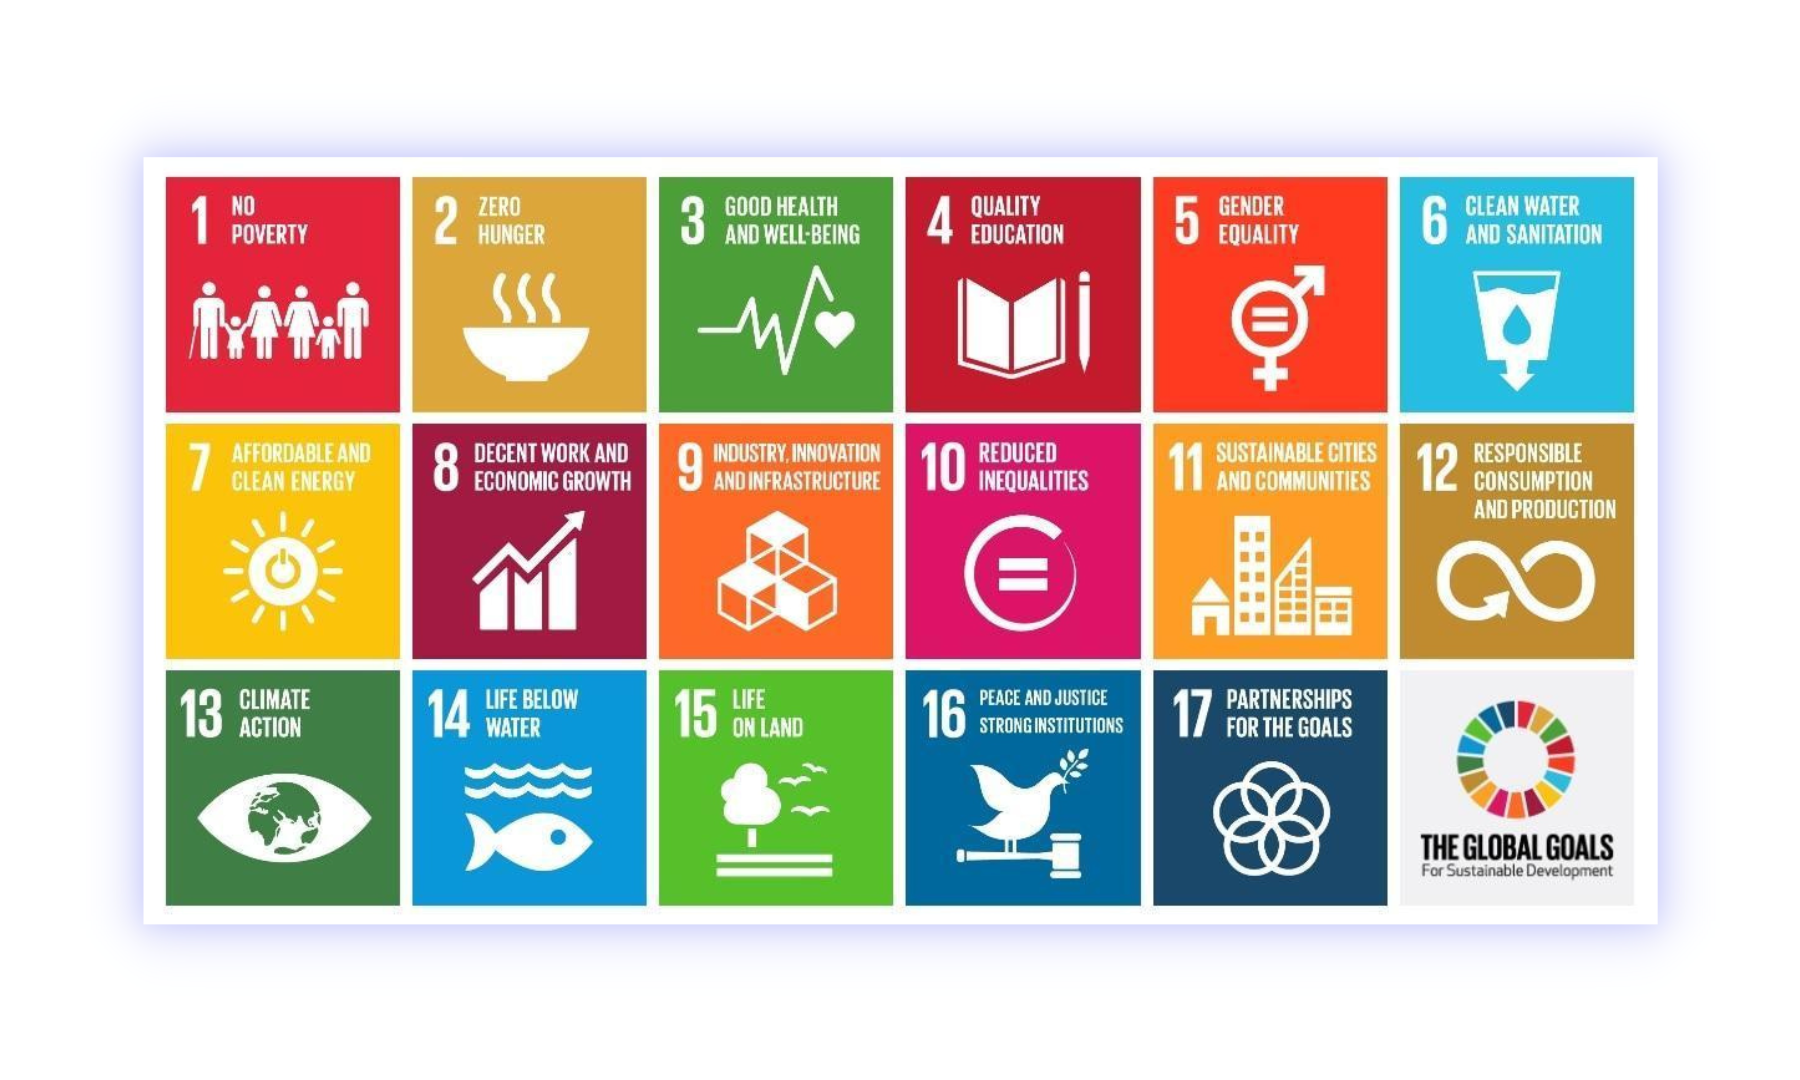 1 NO
POVERTY
2 ZERO
HUNGER
3 GOOD HEALTH
AND WELL-BEING
4 QUALITY
EDUCATION
5 GENDER
EQUALITY
6 CLEAN WATER
AND SANITATION
7 AFFORDABLE AND
CLEAN ENERGY
8 DECENT WORK AND
ECONOMIC GROWTH
9 INDUSTRY, INNOVATION
AND INFRASTRUCTURE
10 REDUCED
INEQUALITIES
11 SUSTAINABLE CITIES
AND COMMUNITIES
12 RESPONSIBLE
CONSUMPTION
AND PRODUCTION
13 CLIMATE
ACTION
14 LIFE BELOW
WATER
15 LIFE
ON LAND
16 PEACE AND JUSTICE
STRONG INSTITUTIONS
17 PARTNERSHIPS
FOR THE GOALS
THE GLOBAL GOALS
For Sustainable Development